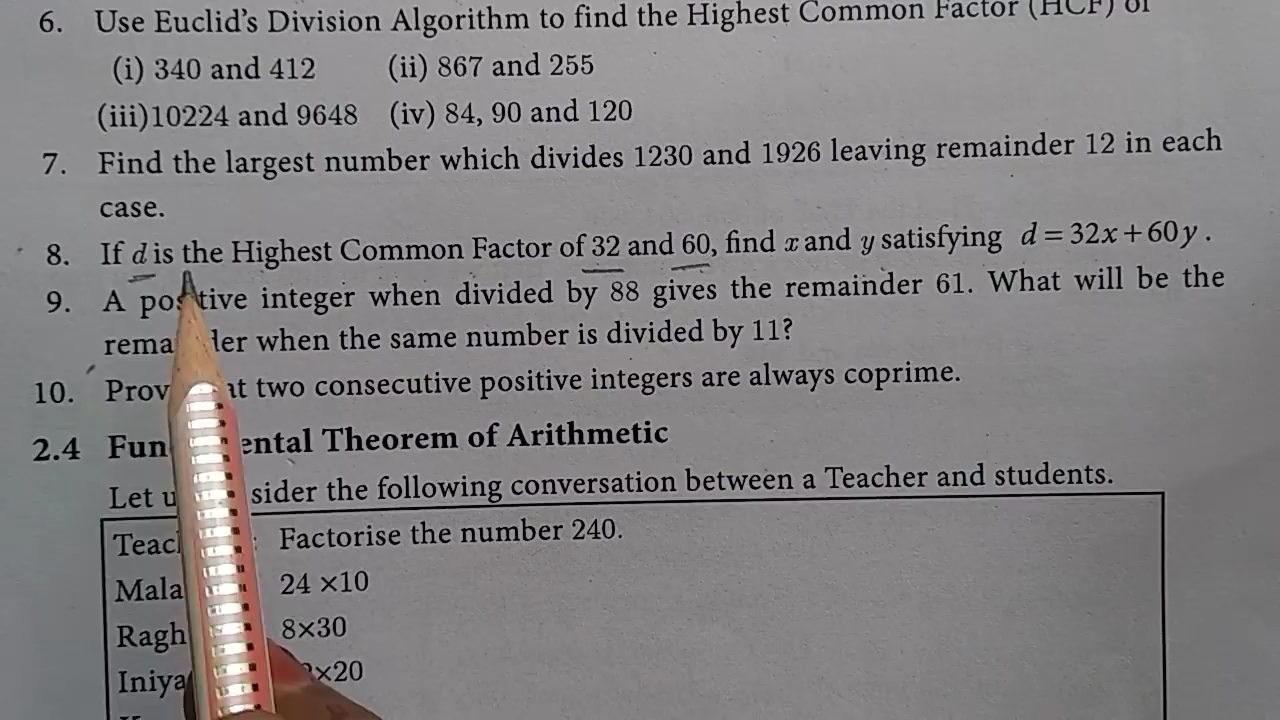 6. Use Euclid's Division Algorithm to find the Highest Common Factor (HCF) of
(i) 340 and 412 (ii) 867 and 255
(iii)10224 and 9648 (iv) 84, 90 and 120
7. Find the largest number which divides 1230 and 1926 leaving remainder 12 in each
case.
8. If d is the Highest Common Factor of 32 and 60, find x and y satisfying d = 32x + 60y.
9. A positive integer when divided by 88 gives the remainder 61. What will be the
rema der when the same number is divided by 11?
10. Prov at two consecutive positive integers are always coprime.
2.4 Fun ental Theorem of Arithmetic
Let u sider the following conversation between a Teacher and students.
Teac : Factorise the number 240.
Mala 24 ×10
Ragh 8×30
Iniya ×20